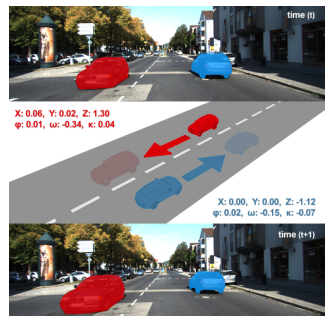 time (t)
X: 0.06, Y: 0.02, Z: 1.30
φ: 0.01, ω: -0.34, κ: 0.04
X: 0.00, Y: 0.00, Z: -1.12
φ: 0.02, ω: -0.15, κ: -0.07
time (t+1)